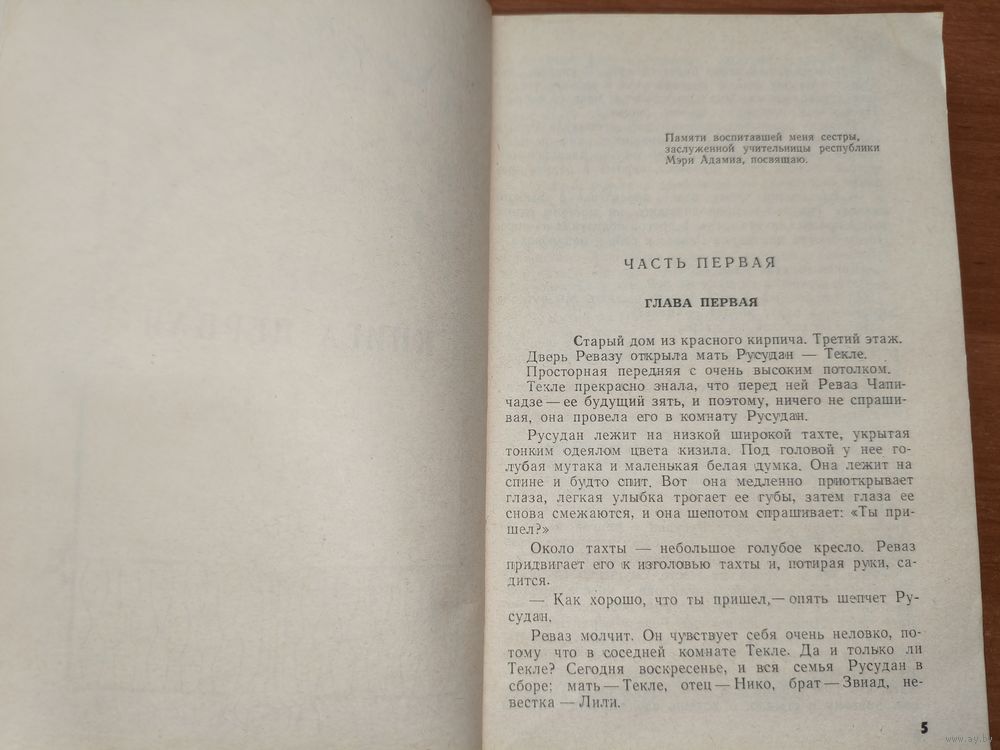 Памяти воспитавшей меня сестры,
заслуженной учительницы республики
Мэри Адамиа, посвящаю.
ЧАСТЬ ПЕРВАЯ
ГЛАВА ПЕРВАЯ
Старый дом из красного кирпича. Третий этаж.
Дверь Ревазу открыла мать Русудан — Текле.
Просторная передняя с очень высоким потолком.
Текле прекрасно знала, что перед ней Реваз Чапи-
чадзе — ее будущий зять, и поэтому, ничего не спраши-
вая, она провела его в комнату Русудан.
Русудан лежит на низкой широкой тахте, укрытая
тонким одеялом цвета кизила. Под головой у нее го-
лубая мутака и маленькая белая думка. Она лежит на
спине и будто спит. Вот она медленно приоткрывает
глаза, легкая улыбка трогает ее губы, затем глаза ее
снова смежаются, и она шепотом спрашивает: «Ты при-
шел?»
Около тахты — небольшое голубое кресло. Реваз
придвигает его к изголовью тахты и, потирая руки, са-
дится.
— Как хорошо, что ты пришел,— опять шепчет Ру-
судан.
Реваз молчит. Он чувствует себя очень неловко, по-
тому что в соседней комнате Текле. Да и только ли
Текле? Сегодня воскресенье, и вся семья Русудан в
сборе: мать — Текле, отец — Нико, брат — Звиад, не-
вестка — Лили.
5
www.ay.by